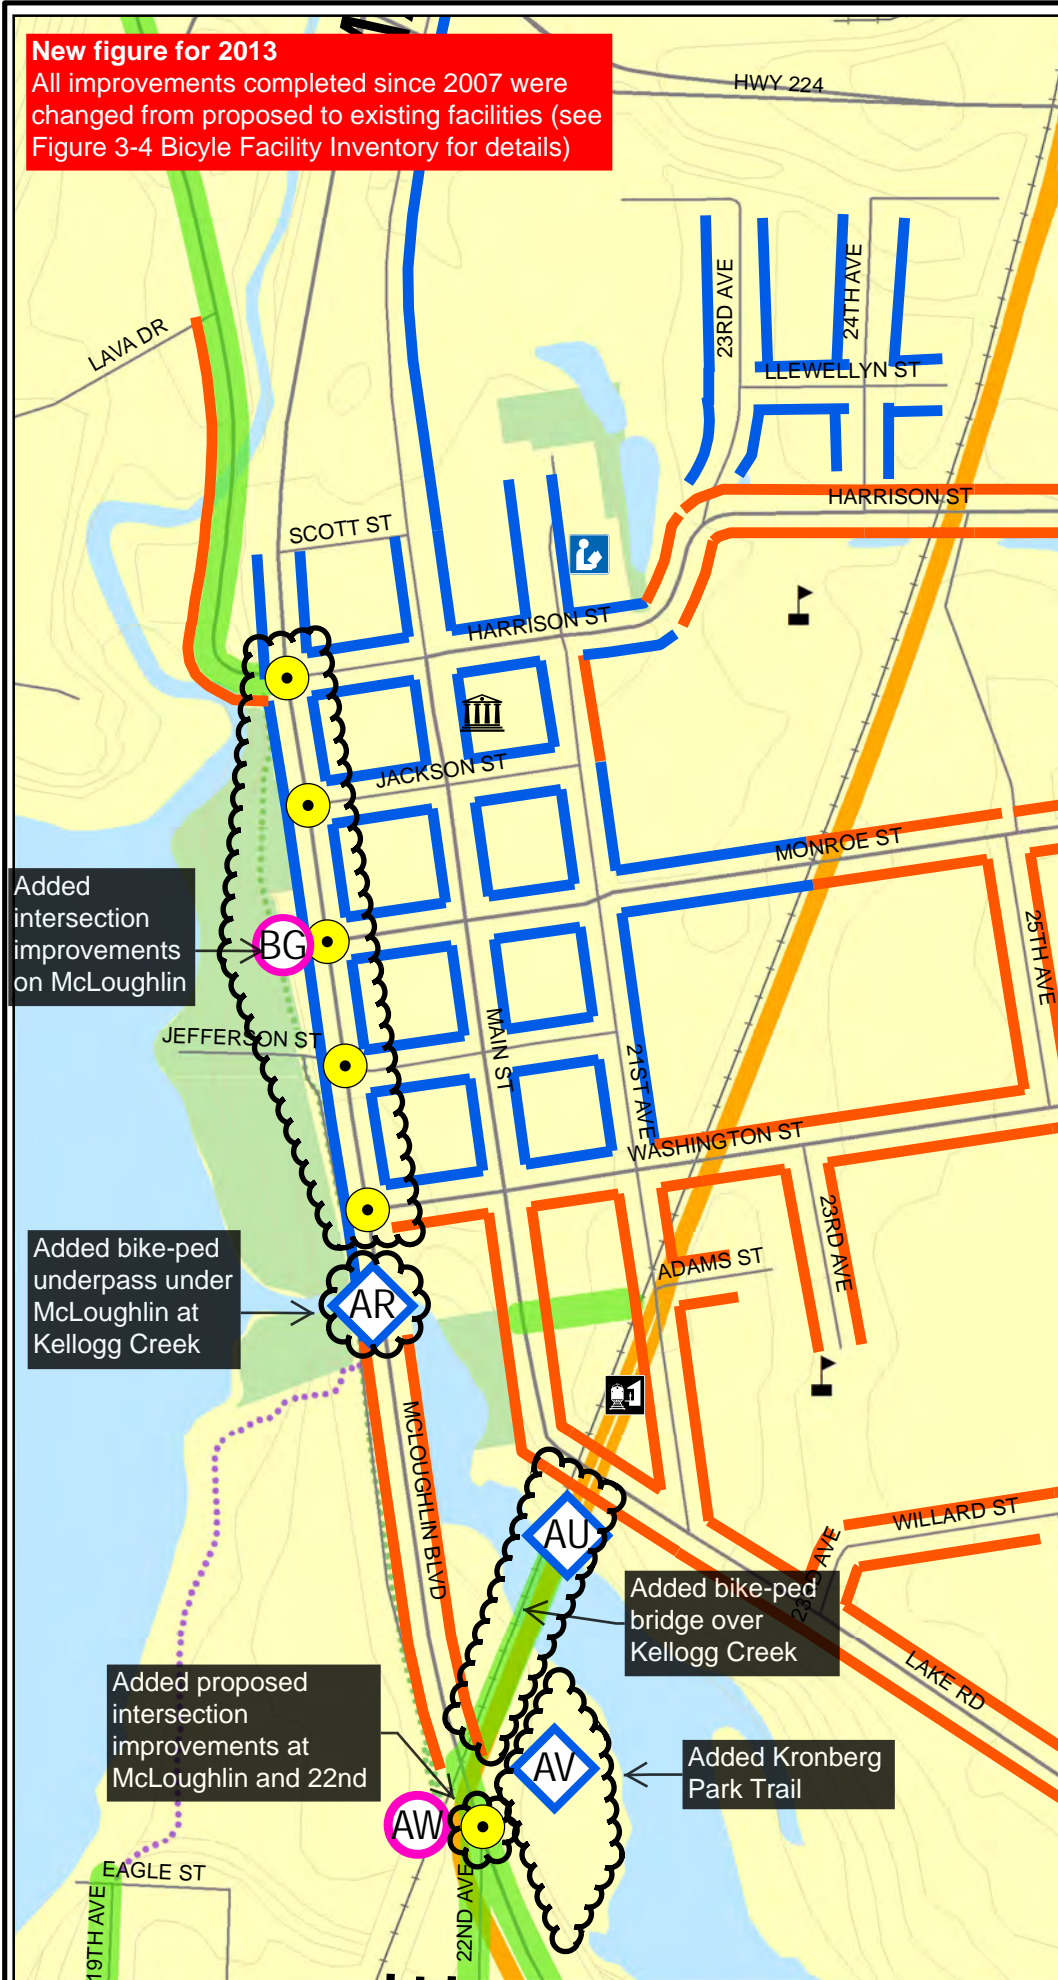 New figure for 2013
All improvements completed since 2007 were
changed from proposed to existing facilities (see
Figure 3-4 Bicyle Facility Inventory for details)
HWY 224
LAVA DR
23RD AVE
24TH AVE
LLEWELLYN ST
HARRISON ST
SCOTT ST
HARRISON ST
JACKSON ST
MONROE ST
Added
intersection
improvements
on McLoughlin
BG
25TH AVE
JEFFERSON ST
MAIN ST
21ST AVE
WASHINGTON ST
23RD AVE
Added bike-ped
underpass under
McLoughlin at
Kellogg Creek
AR
ADAMS ST
MCLOUGHLIN BLVD
WILLARD ST
AU
23RD AVE
Added bike-ped
bridge over
Kellogg Creek
LAKE RD
Added proposed
intersection
improvements at
McLoughlin and 22nd
AV
Added Kronberg
Park Trail
AW
EAGLE ST
19TH AVE
22ND AVE